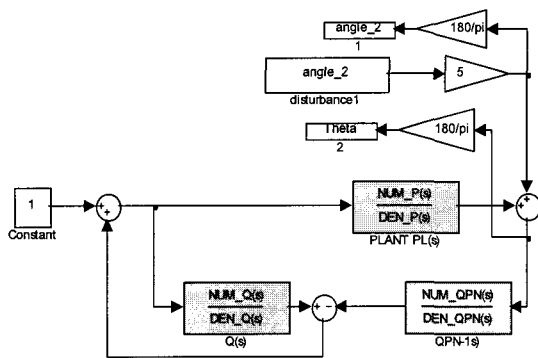 angle_2
1
180/pi
angle_2
disturbance1
5
Theta
2
180/pi
1
Constant
+
+
NUM_P(s)
DEN_P(s)
PLANT PL(s)
+
+
NUM_Q(s)
DEN_Q(s)
Q(s)
+ −
NUM_QPN(s)
DEN_QPN(s)
QPN-1s)